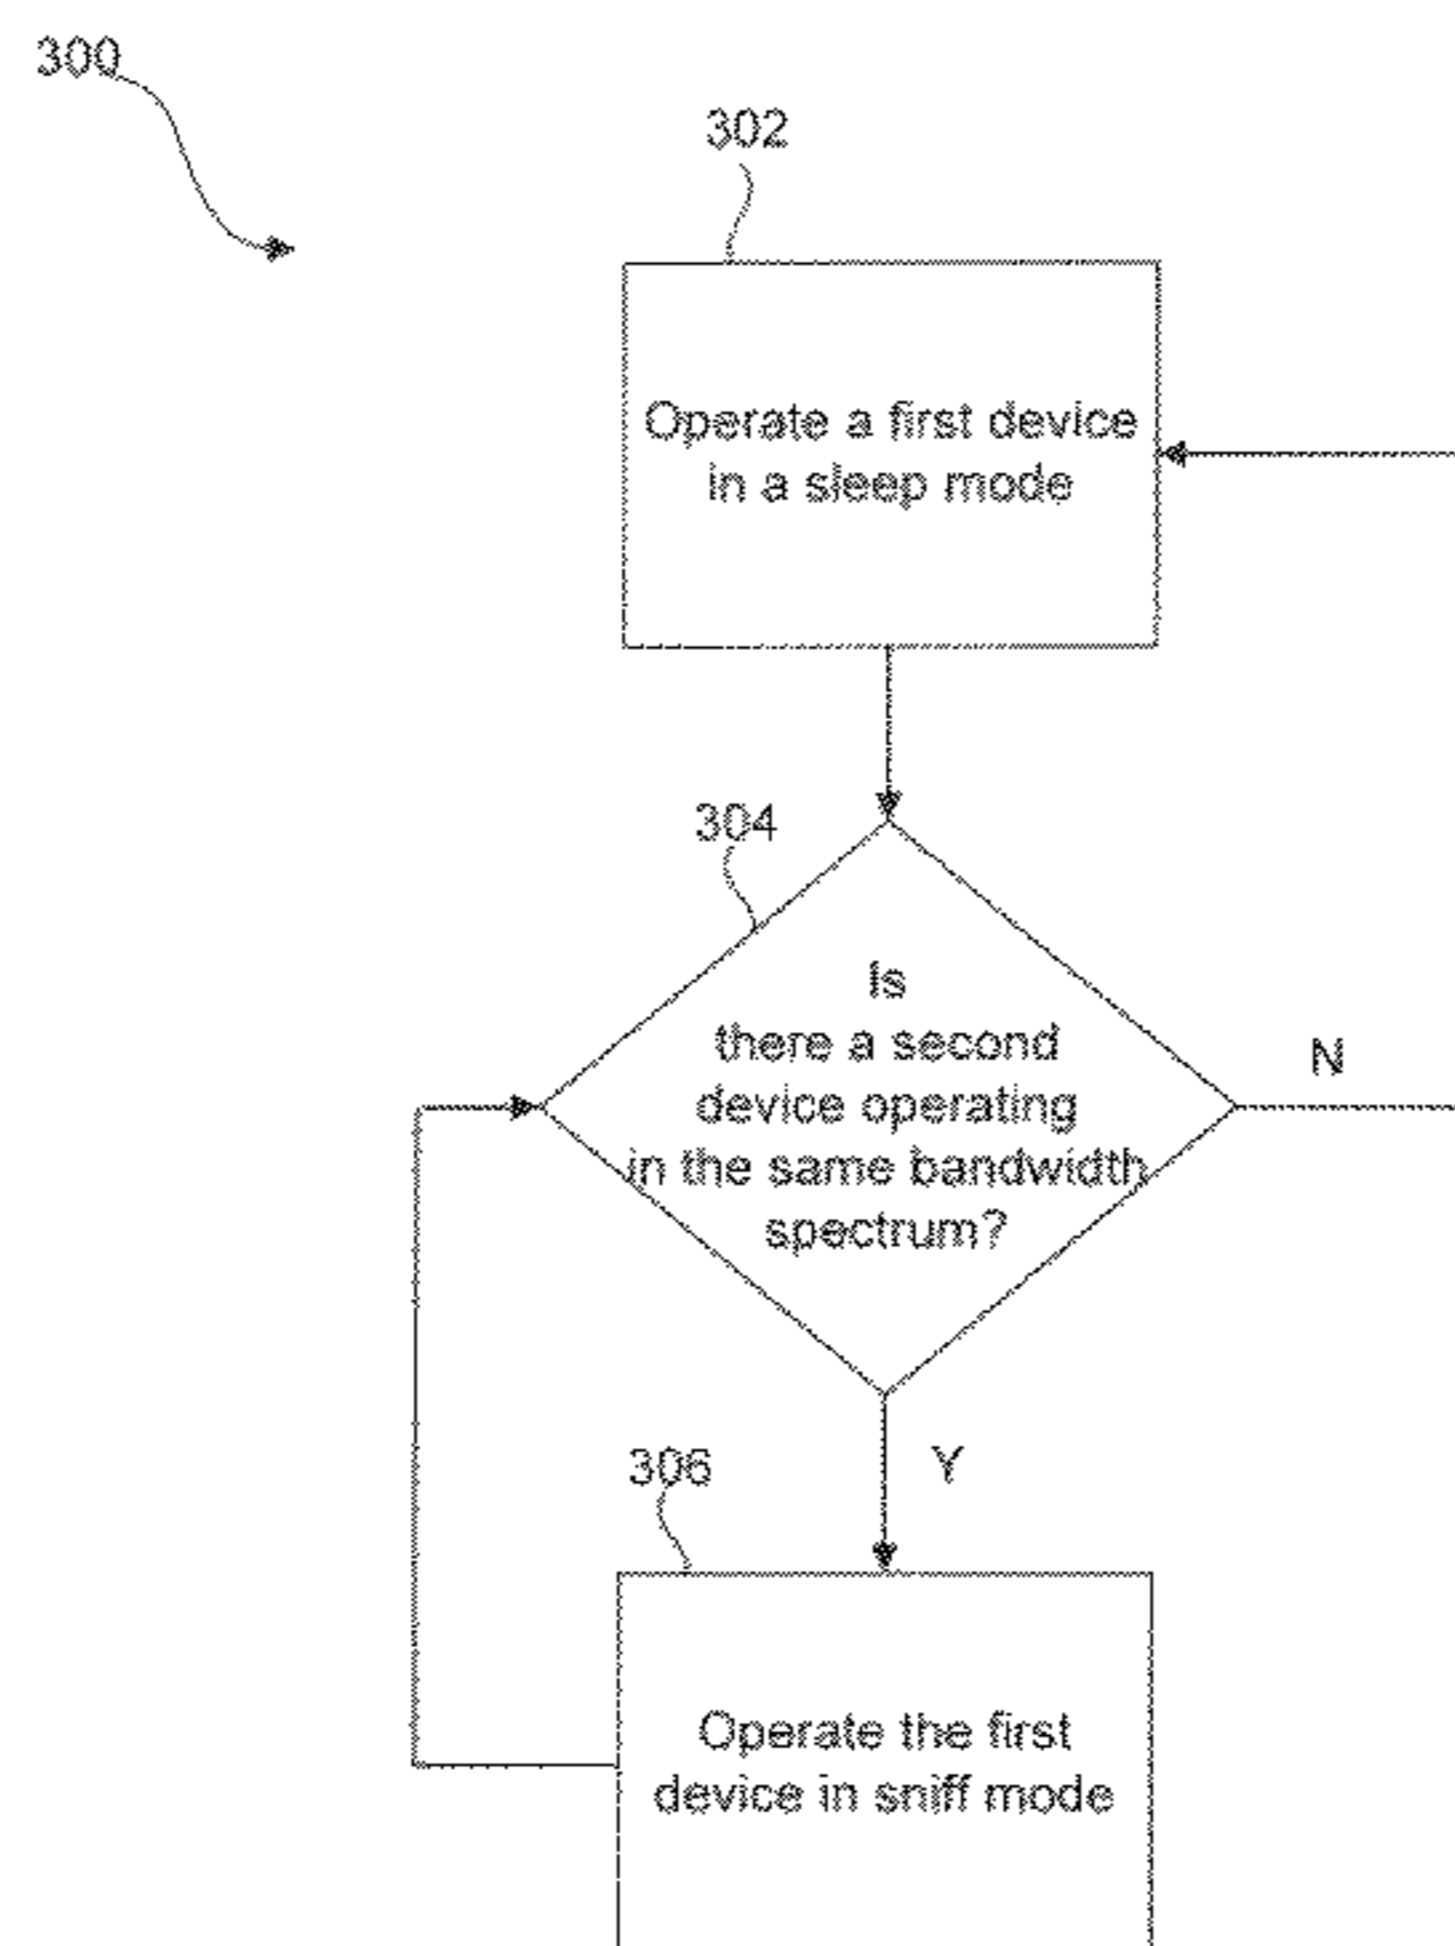 300
302
Operate a first device
in a sleep mode
304
Is
there a second
device operating
in the same bandwidth
spectrum?
N
Y
306
Operate the first
device in sniff mode